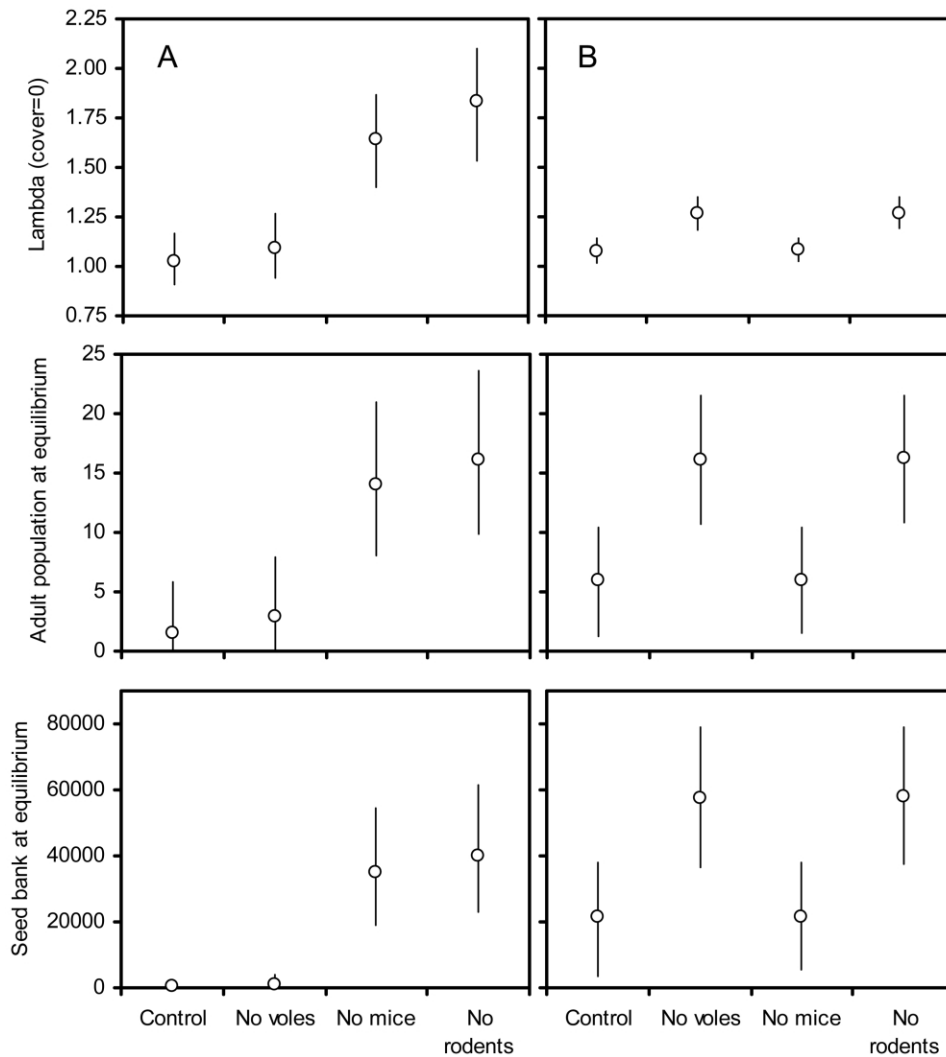 A
B
Lambda (cover=0)
2.25
2.00
1.75
1.50
1.25
1.00
0.75
Adult population at equilibrium
25
20
15
10
5
0
Seed bank at equilibrium
80000
60000
40000
20000
0
Control No voles No mice No rodents
Control No voles No mice No rodents